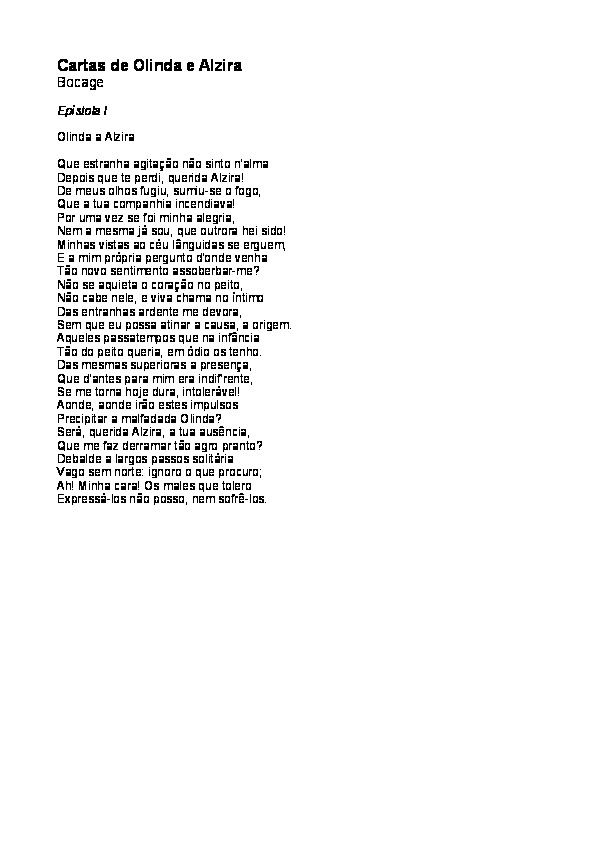 Cartas de Olinda e Alzira
Bocage
Epístola I
Olinda a Alzira
Que estranha agitação não sinto n'alma
Depois que te perdi, querida Alzira!
De meus olhos fugiu, sumiu-se o fogo,
Que a tua companhia incendiava!
Por uma vez se foi minha alegria,
Nem a mesma já sou, que outrora hei sido!
Minhas vistas ao céu lânguidas se erguem,
E a mim própria pergunto d'onde venha
Tão novo sentimento assoberbar-me?
Não se aquieta o coração no peito,
Não cabe nele, e viva chama no íntimo
Das entranhas ardente me devora,
Sem que eu possa atinar a causa, a origem.
Aqueles passatempos que na infância
Tão do peito queria, em ódio os tenho.
Das mesmas superioras a presença,
Que d'antes para mim era indif'rente,
Se me torna hoje dura, intolerável!
Aonde, aonde irão estes impulsos
Precipitar a malfadada Olinda?
Será, querida Alzira, a tua ausência,
Que me faz derramar tão agro pranto?
Debalde a largos passos solitária
Vago sem norte: ignoro o que procuro;
Ah! Minha cara! Os males que tolero
Expressá-los não posso, nem sofrê-los.